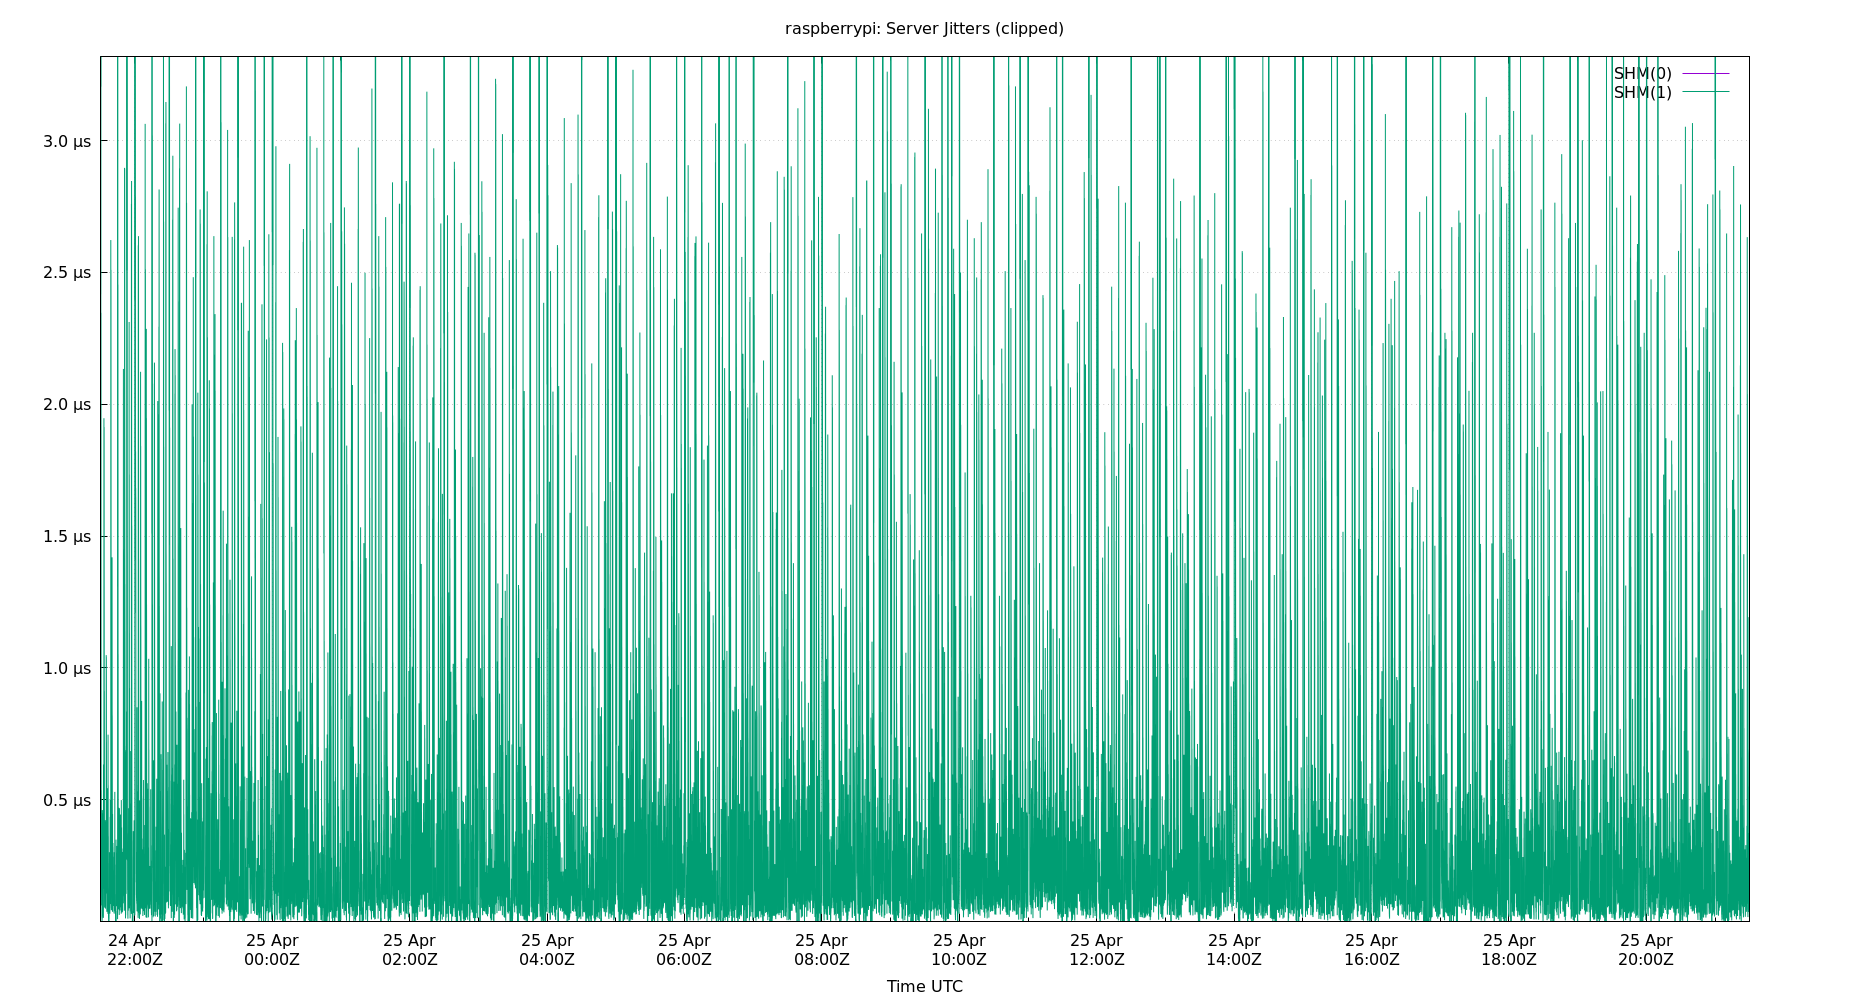 raspberrypi: Server Jitters (clipped)
SHM(0)
SHM(1)
3.0 µs
2.5 µs
2.0 µs
1.5 µs
1.0 µs
0.5 µs
24 Apr 25 Apr 25 Apr 25 Apr 25 Apr 25 Apr 25 Apr 25 Apr 25 Apr 25 Apr 25 Apr 25 Apr
22:00Z 00:00Z 02:00Z 04:00Z 06:00Z 08:00Z 10:00Z 12:00Z 14:00Z 16:00Z 18:00Z 20:00Z
Time UTC